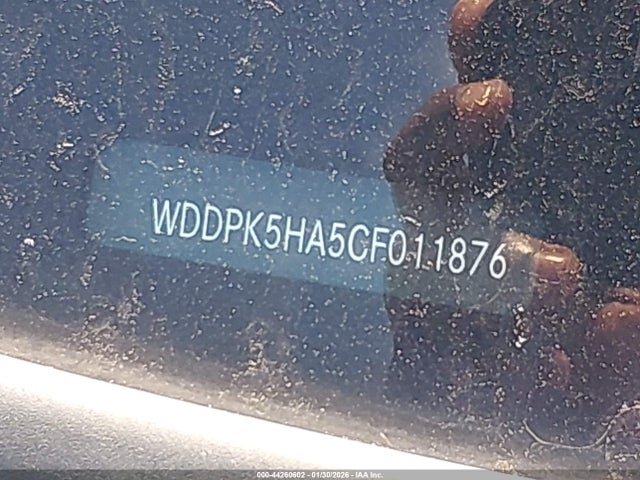 WDDPK5HA5CF011876
000-44260602 - 01/30/2026 - IAA Inc.